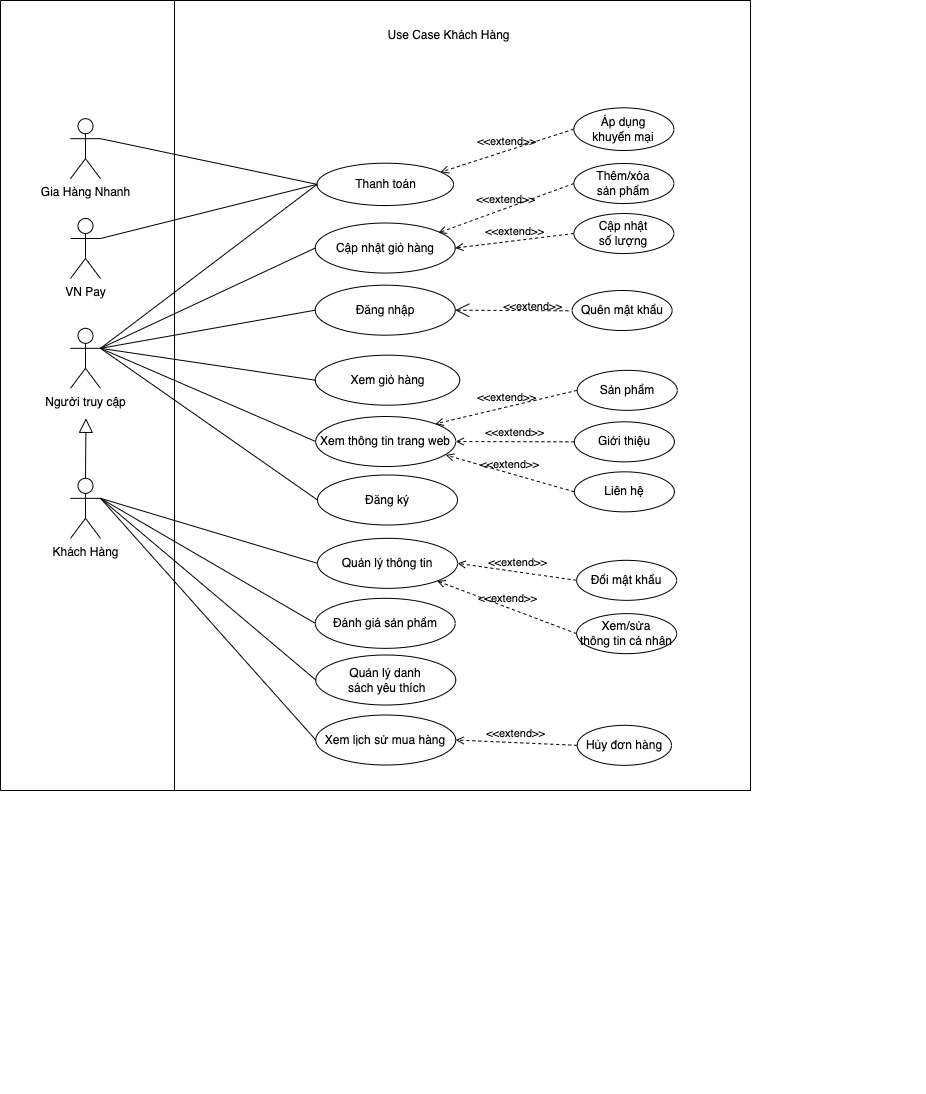 Use Case Khách Hàng
Gia Hàng Nhanh
VN Pay
Người truy cập
Khách Hàng
Thanh toán
<<extend>>
Áp dụng
khuyến mại
Cập nhật giỏ hàng
<<extend>>
Thêm/xóa
sản phẩm
<<extend>>
Cập nhật
số lượng
Đăng nhập
<<extend>>
Quên mật khẩu
Xem giỏ hàng
Xem thông tin trang web
<<extend>>
Sản phẩm
<<extend>>
Giới thiệu
<<extend>>
Liên hệ
Đăng ký
Quản lý thông tin
<<extend>>
Đổi mật khẩu
<<extend>>
Xem/sửa
thông tin cá nhân
Đánh giá sản phẩm
Quản lý danh
sách yêu thích
Xem lịch sử mua hàng
<<extend>>
Hủy đơn hàng